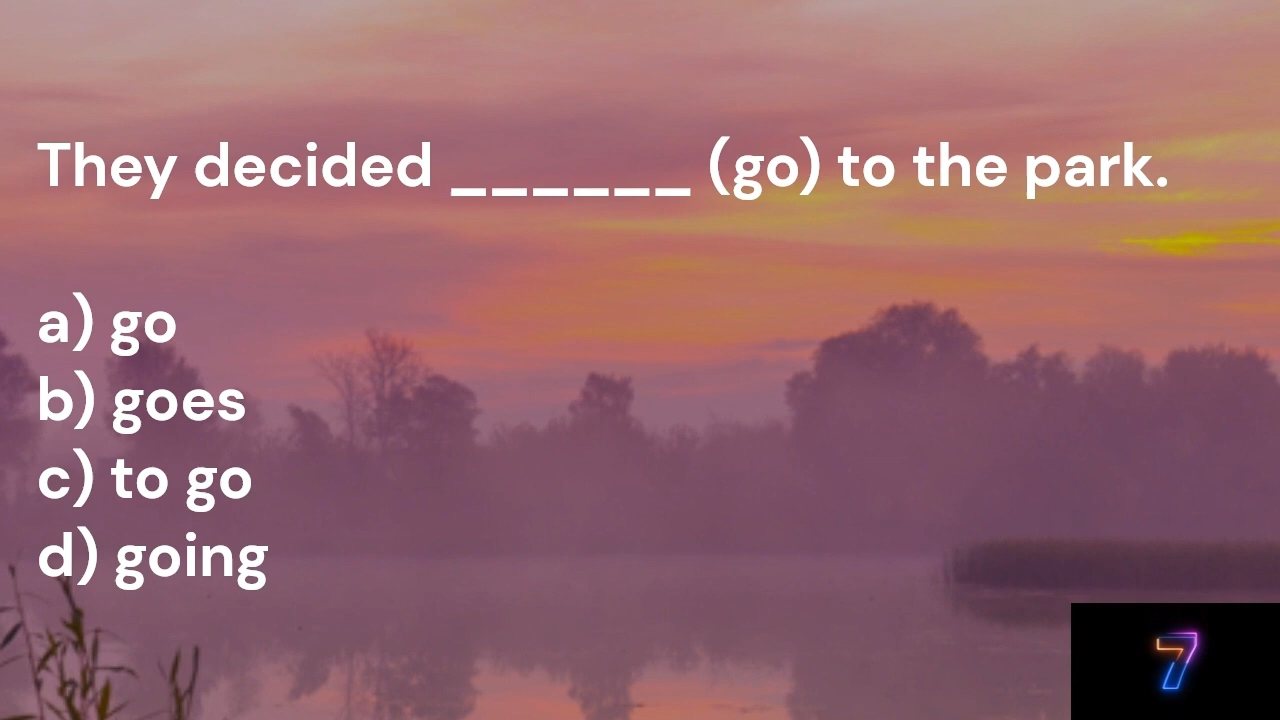 They decided ______ (go) to the park.
a) go
b) goes
c) to go
d) going
7